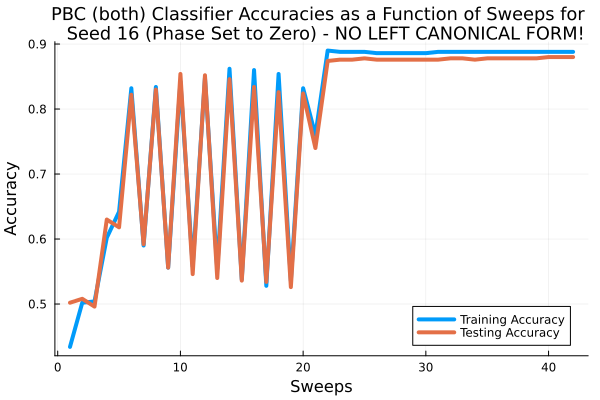 PBC (both) Classifier Accuracies as a Function of Sweeps for
Seed 16 (Phase Set to Zero) - NO LEFT CANONICAL FORM!
0.9
0.8
0.7
0.6
0.5
Accuracy
0
10
20
30
40
Sweeps
Training Accuracy
Testing Accuracy